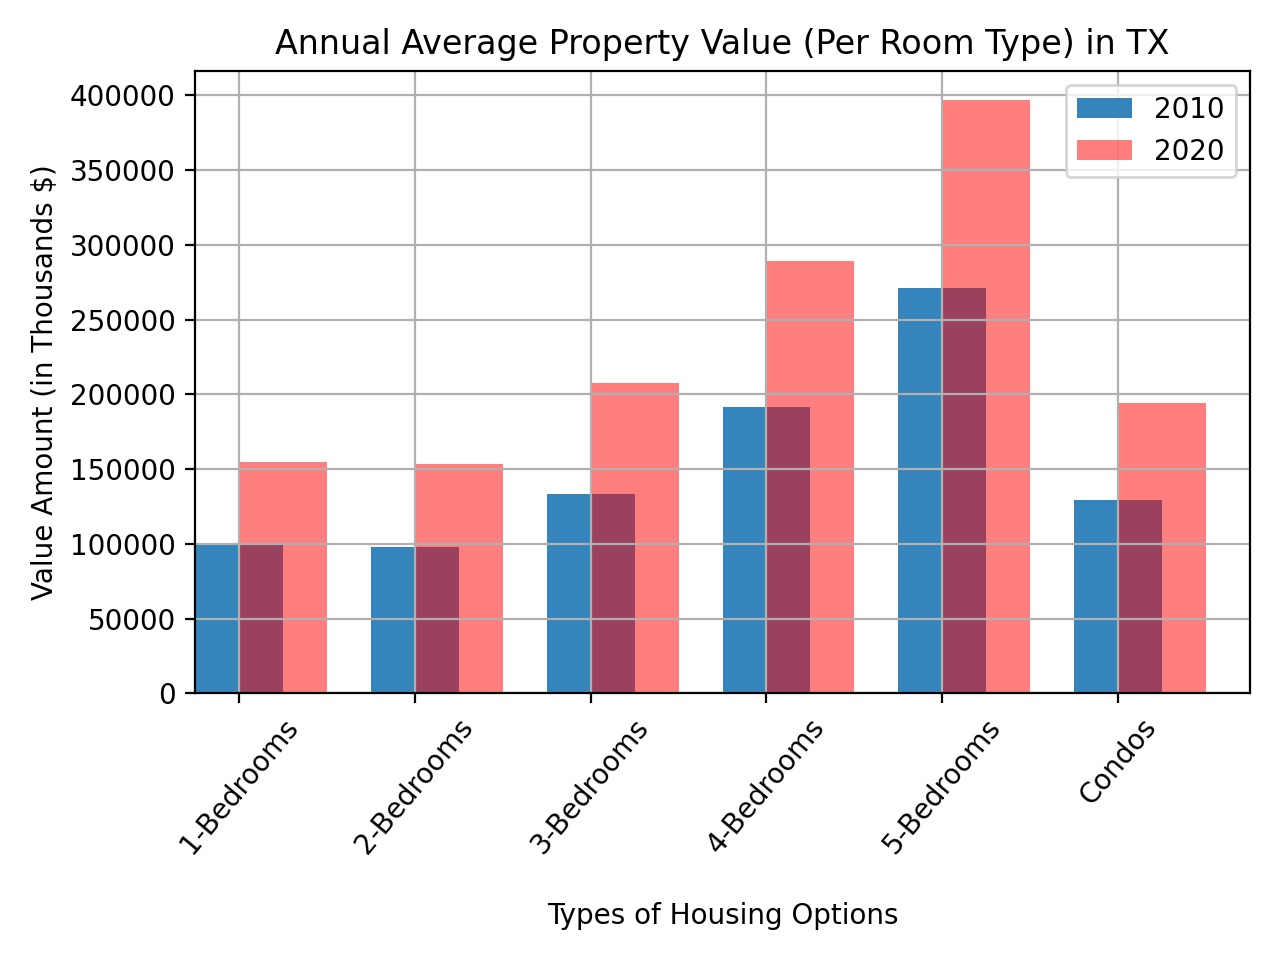 Annual Average Property Value (Per Room Type) in TX
400000
350000
300000
250000
200000
150000
100000
50000
0
Value Amount (in Thousands $)
2010
2020
1-Bedrooms
2-Bedrooms
3-Bedrooms
4-Bedrooms
5-Bedrooms
Condos
Types of Housing Options